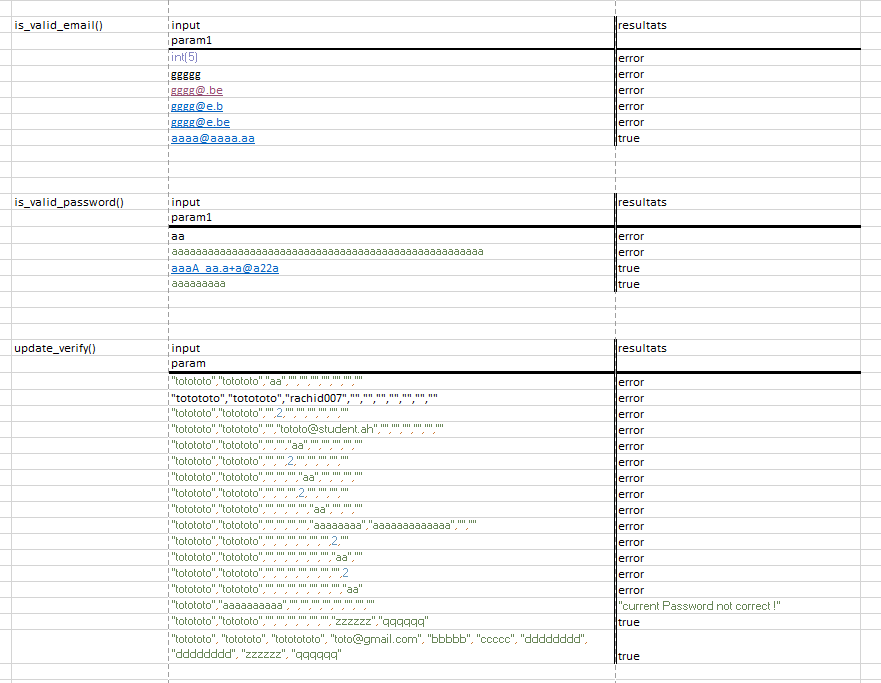 is_valid_email() input resultats
param1
int(5) error
ggggg error
gggg@.be error
gggg@e.b error
gggg@e.be error
aaaa@aaaa.aa true
is_valid_password() input resultats
param1
aa error
error
aaaA_aa.a+a@a22a true
aaaaaaaaa true
update_verify() input resultats
param
"totototo","totototo","aa","","","","","","","" error
"totototo","totototo","rachid007","","","","","","","" error
"totototo","totototo","",2,"","","","","","" error
"totototo","totototo","","tototo@student.ah","","","","","","" error
"totototo","totototo","","","aa","","","","","" error
"totototo","totototo","","",2,"","","","","" error
"totototo","totototo","","","","aa","","","","" error
"totototo","totototo","","","",2,"","","","" error
"totototo","totototo","","","","","aa","","","" error
"totototo","totototo","","","","","aaaaaaaa","aaaaaaaaaaaaa","","" error
"totototo","totototo","","","","","","",2,"" error
"totototo","totototo","","","","","","","aa","" error
"totototo","totototo","","","","","","","",2 error
"totototo","totototo","","","","","","","","aa" error
"totototo","aaaaaaaaaa","","","","","","","","" "current Password not correct !"
"totototo","totototo","","","","","","","zzzzzz","qqqqqq" true
"totototo", "totototo", "tototototo", "toto@gmail.com", "bbbbb", "ccccc", "dddddddd",
"dddddddd", "zzzzzz", "qqqqqq" true